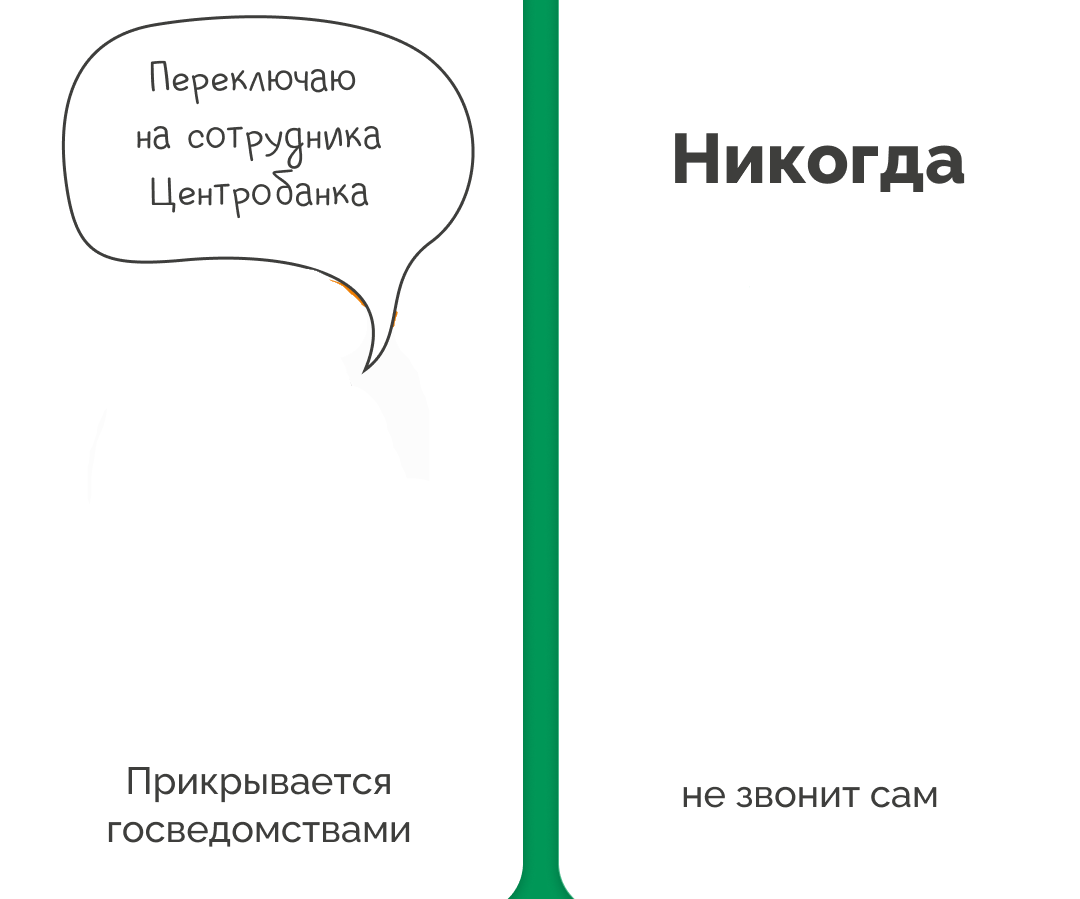 Переключаю
на сотрудника
Центробанка
Прикрывается
госведомствами
Никогда
не звонит сам